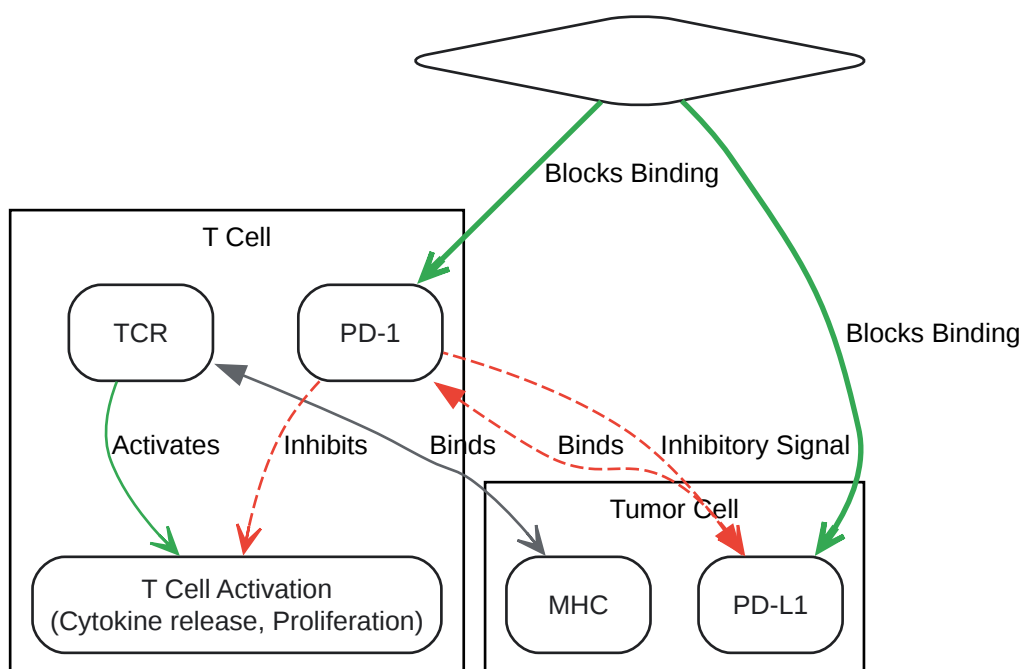 Blocks Binding
T Cell
Blocks Binding
TCR
PD-1
Activates
Inhibits
Binds
Binds
Inhibitory Signal
Tumor Cell
T Cell Activation
(Cytokine release, Proliferation)
MHC
PD-L1